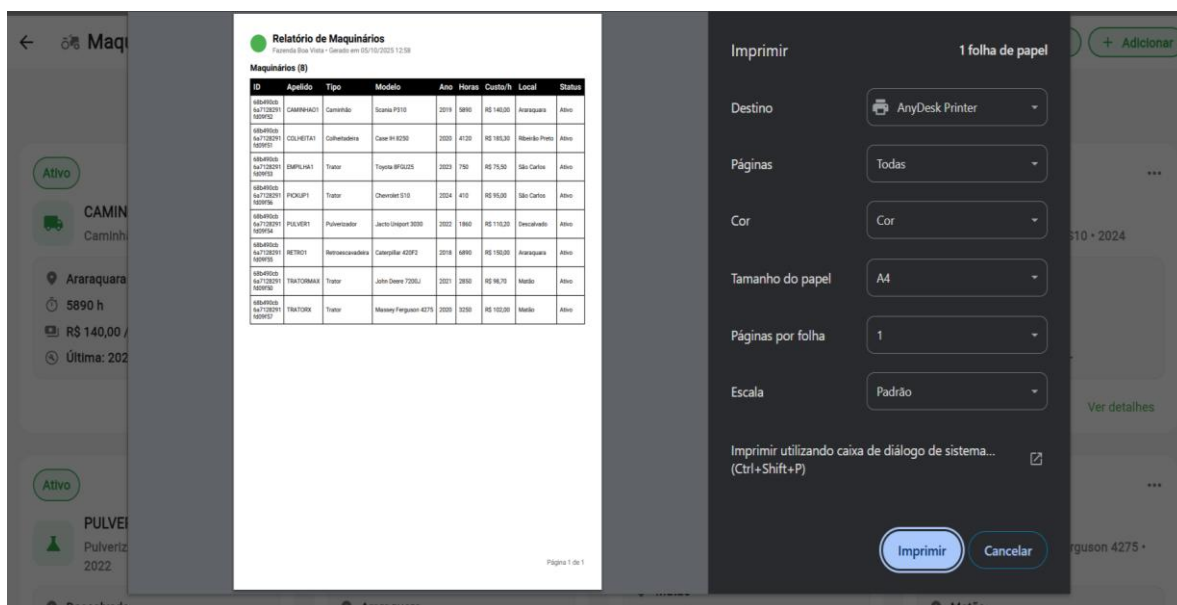 Maqu
+ Adicionar
Ativo
CAMIN
Caminh
Araraquara
5890 h
R$ 140,00 /
Última: 202
Ativo
PULVE
Pulveriz
2022
Relatório de Maquinários
Fazenda Boa Vista • Gerado em 05/10/2025 12:58
Maquinários (8)
ID Apelido Tipo Modelo Ano Horas Custo/h Local Status
CAMINHAO1 Caminhão Scania P310 2019 5890 R$ 140,00 Araraquara Ativo
COLHEITA1 Colheitadeira Case IH 8250 2020 4120 R$ 185,30 Ribeirão Preto Ativo
EMPILHA1 Trator Toyota 8FGU25 2023 750 R$ 75,50 São Carlos Ativo
PICKUP1 Trator Chevrolet S10 2024 410 R$ 95,00 São Carlos Ativo
PULVER1 Pulverizador Jacto Uniport 3030 2022 1860 R$ 110,20 Descalvado Ativo
RETRO1 Retroescavadeira Caterpillar 420F2 2018 6890 R$ 150,00 Araraquara Ativo
TRATORMAX Trator John Deere 7200J 2021 2850 R$ 98,70 Matão Ativo
TRATORX Trator Massey Ferguson 4275 2020 3250 R$ 102,00 Matão Ativo
Página 1 de 1
Imprimir 1 folha de papel
Destino AnyDesk Printer
Páginas Todas
Cor Cor
Tamanho do papel A4
Páginas por folha 1
Escala Padrão
Imprimir utilizando caixa de diálogo de sistema...
(Ctrl+Shift+P)
Imprimir Cancelar
S10 • 2024
Ver detalhes
rguson 4275 •